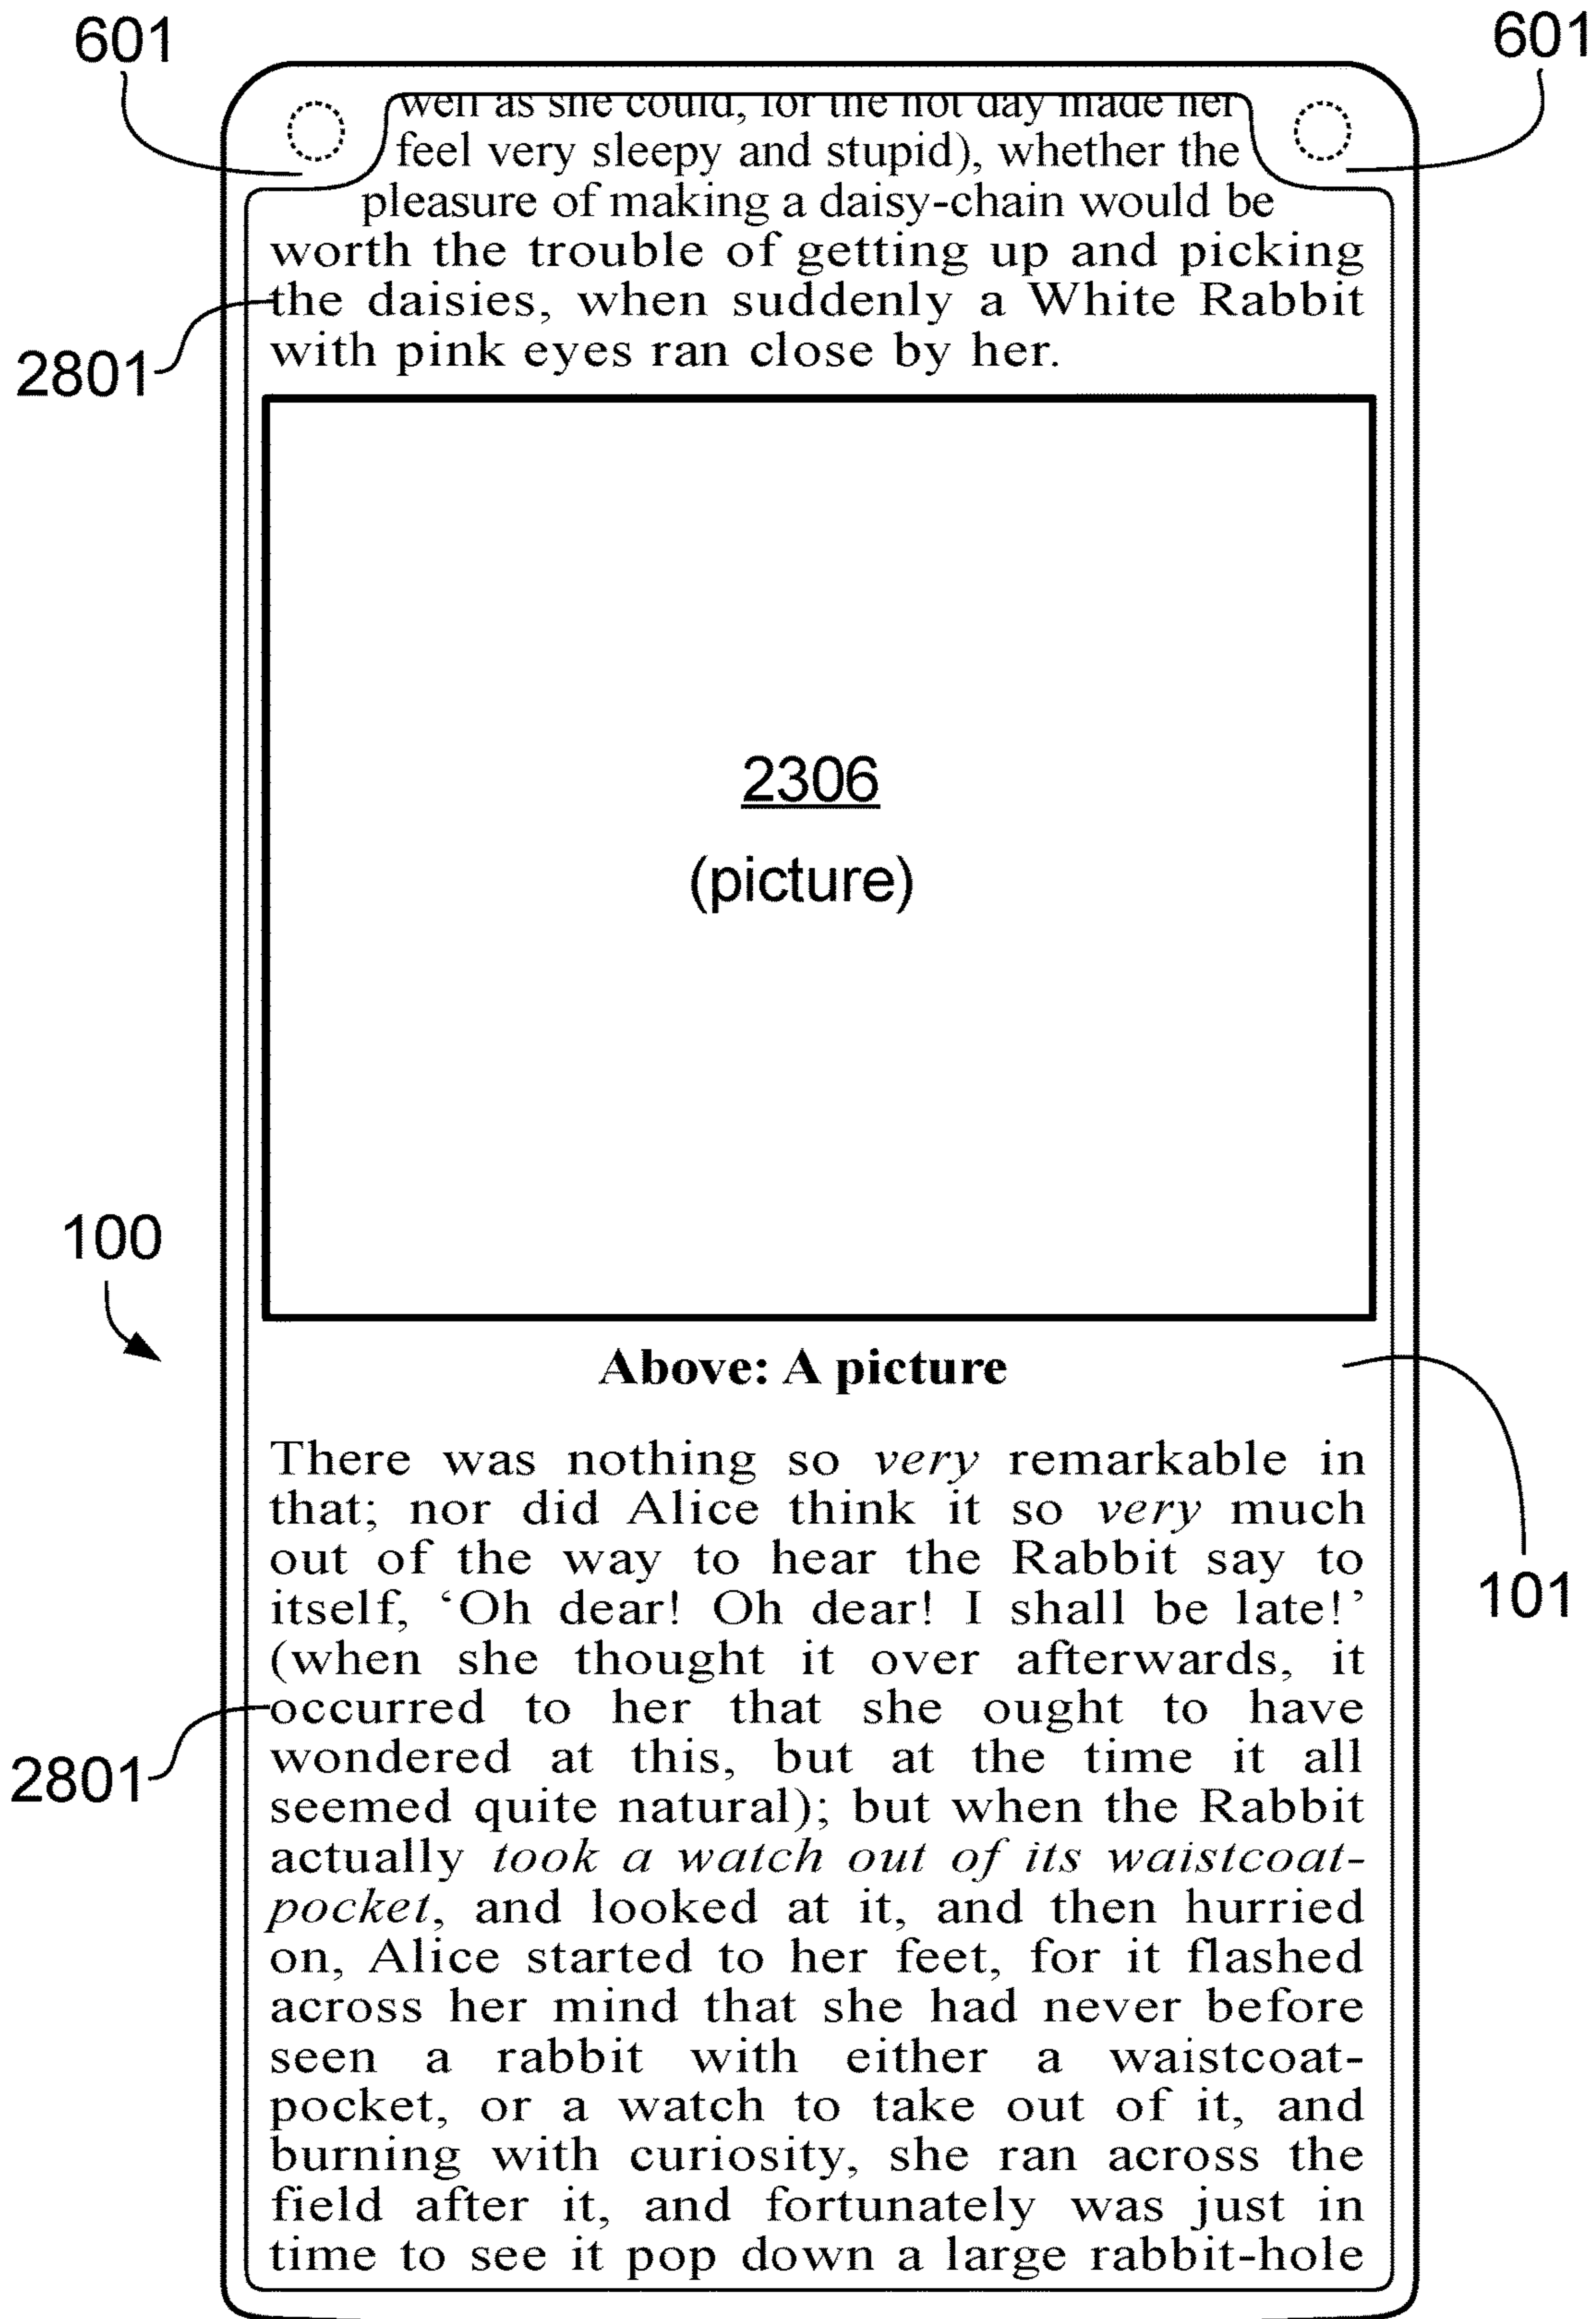 601
601
well as she could, for the hot day made her
feel very sleepy and stupid), whether the
pleasure of making a daisy-chain would be
worth the trouble of getting up and picking
the daisies, when suddenly a White Rabbit
with pink eyes ran close by her.
2801
2306
(picture)
100
Above: A picture
101
There was nothing so very remarkable in
that; nor did Alice think it so very much
out of the way to hear the Rabbit say to
itself, ‘Oh dear! Oh dear! I shall be late!’
(when she thought it over afterwards, it
occurred to her that she ought to have
wondered at this, but at the time it all
seemed quite natural); but when the Rabbit
actually took a watch out of its waistcoat-
pocket, and looked at it, and then hurried
on, Alice started to her feet, for it flashed
across her mind that she had never before
seen a rabbit with either a waistcoat-
pocket, or a watch to take out of it, and
burning with curiosity, she ran across the
field after it, and fortunately was just in
time to see it pop down a large rabbit-hole
2801